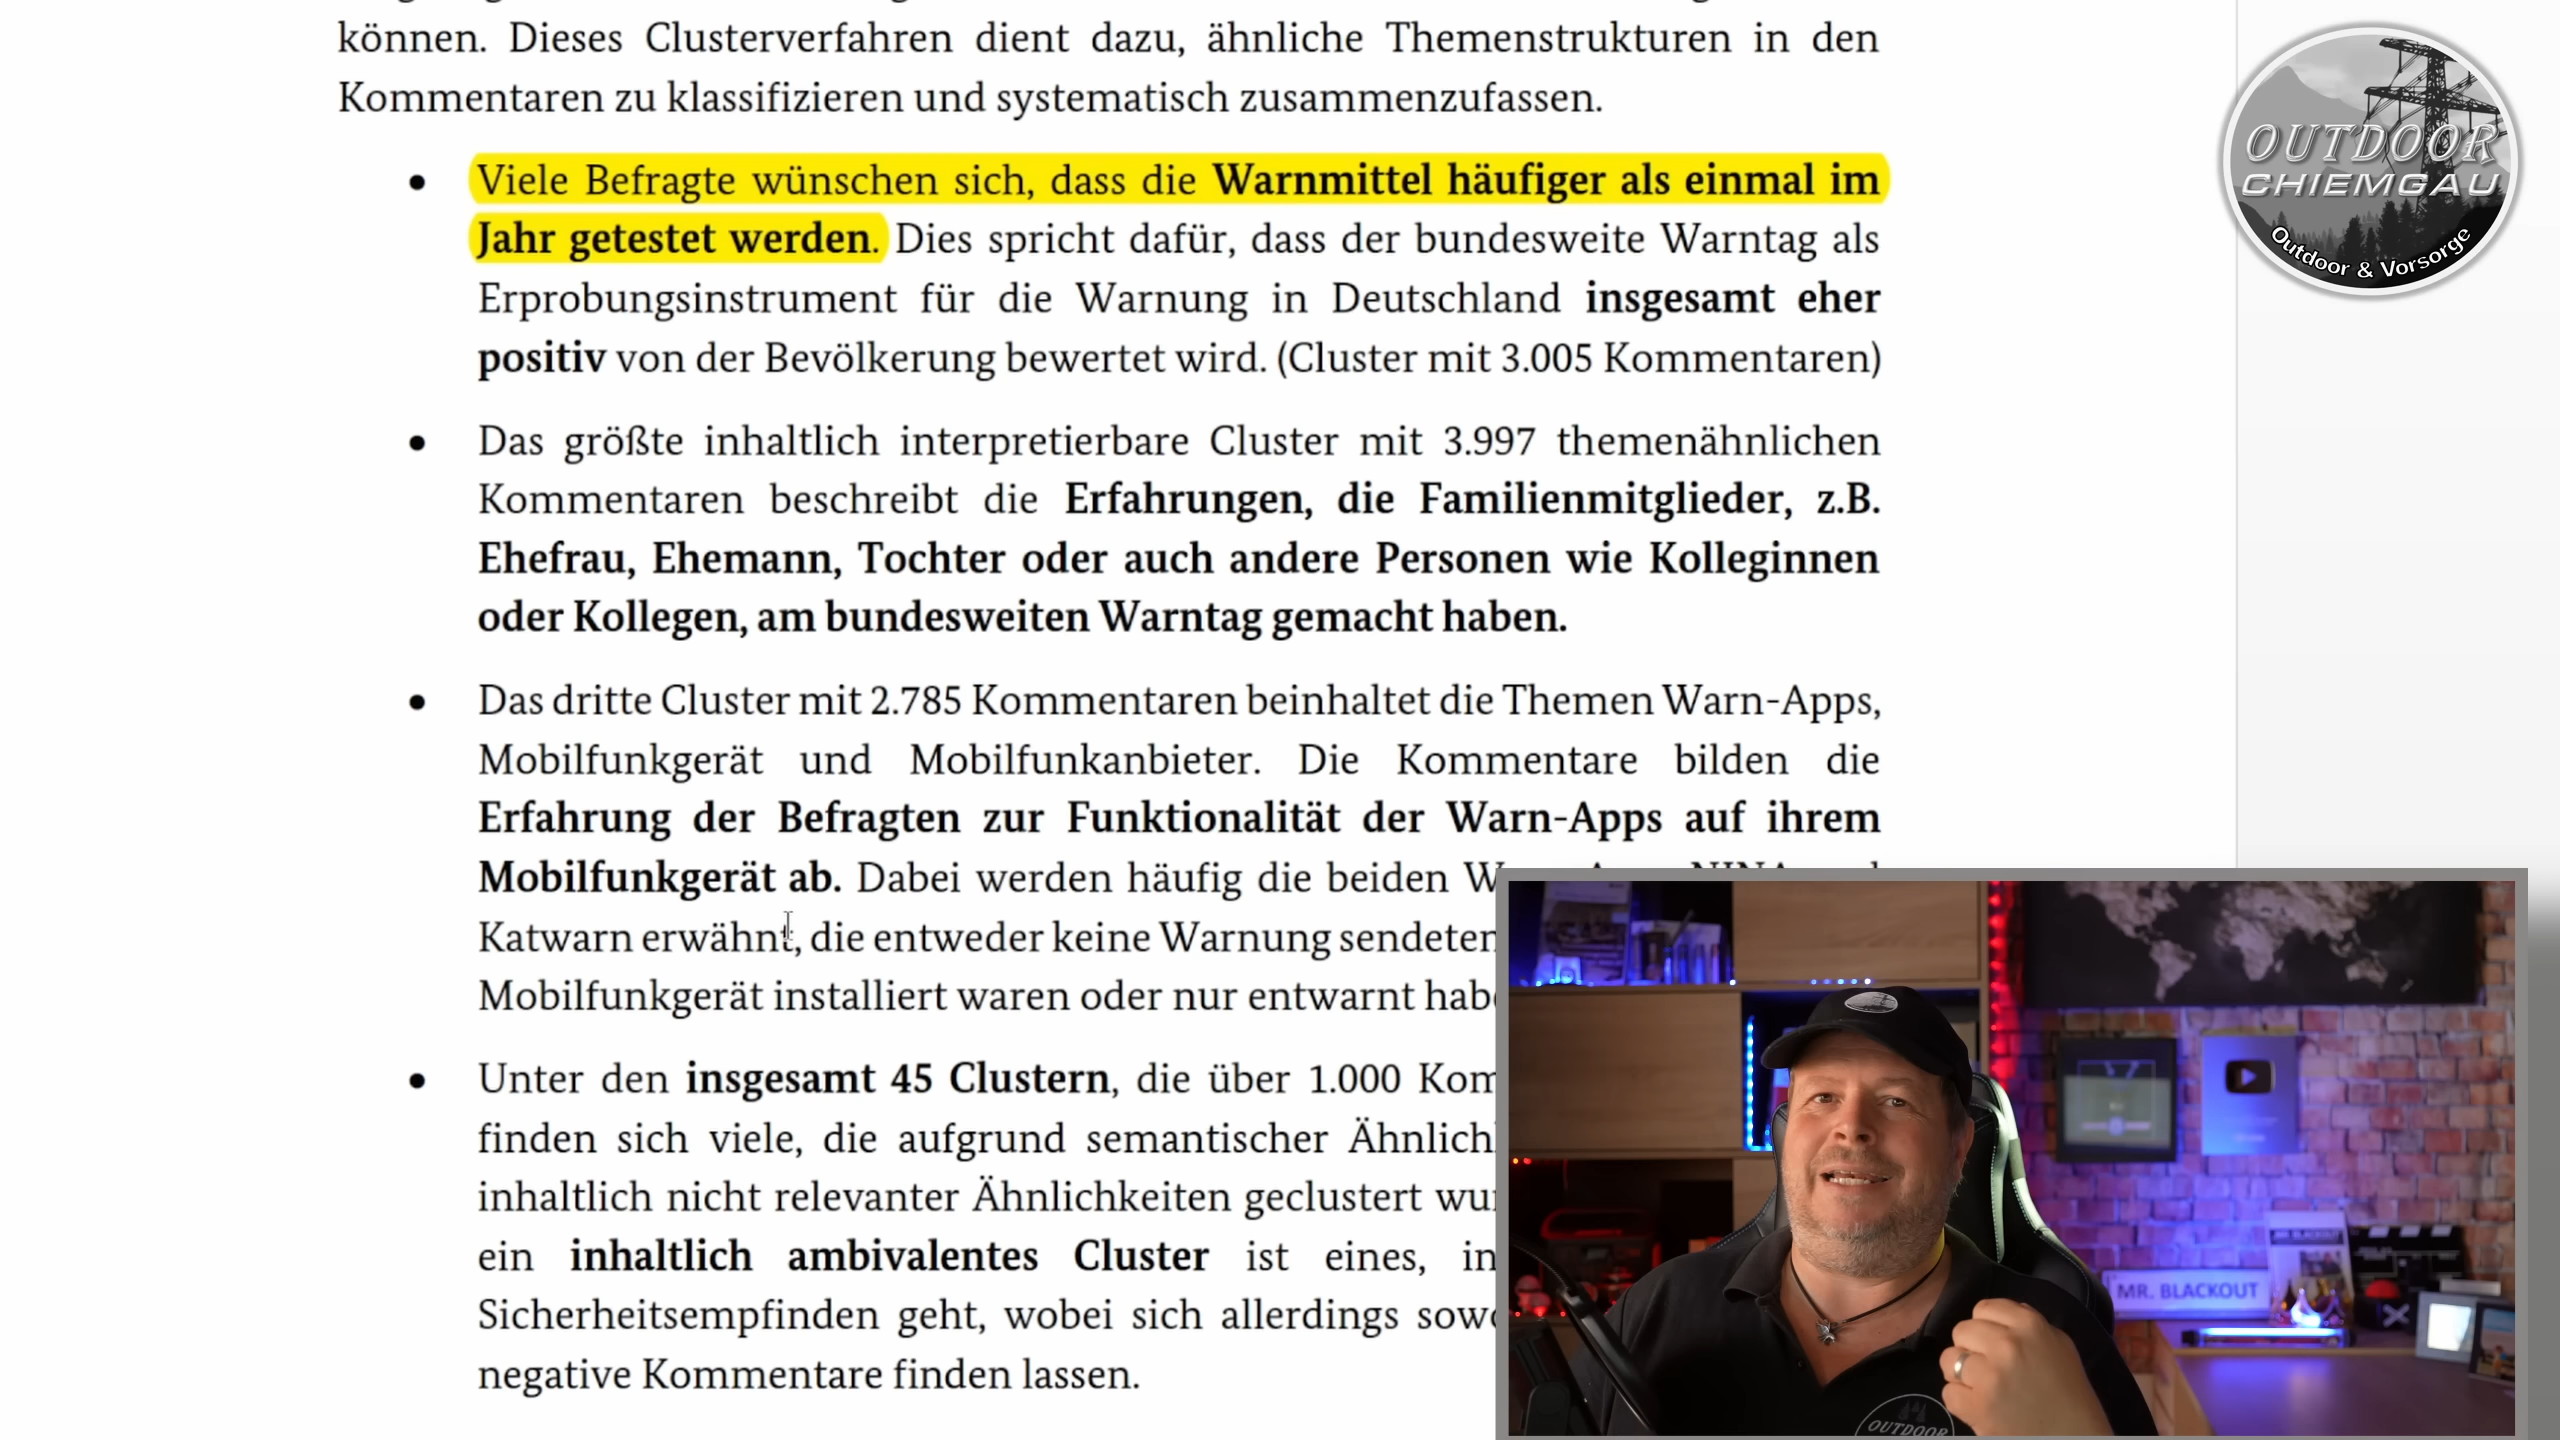 können. Dieses Clusterverfahren dient dazu, ähnliche Themenstrukturen in den
Kommentaren zu klassifizieren und systematisch zusammenzufassen.
• Viele Befragte wünschen sich, dass die Warnmittel häufiger als einmal im
Jahr getestet werden. Dies spricht dafür, dass der bundesweite Warntag als
Erprobungsinstrument für die Warnung in Deutschland insgesamt eher
positiv von der Bevölkerung bewertet wird. (Cluster mit 3.005 Kommentaren)
• Das größte inhaltlich interpretierbare Cluster mit 3.997 themenähnlichen
Kommentaren beschreibt die Erfahrungen, die Familienmitglieder, z.B.
Ehefrau, Ehemann, Tochter oder auch andere Personen wie Kolleginnen
oder Kollegen, am bundesweiten Warntag gemacht haben.
• Das dritte Cluster mit 2.785 Kommentaren beinhaltet die Themen Warn-Apps,
Mobilfunkgerät und Mobilfunkanbieter. Die Kommentare bilden die
Erfahrung der Befragten zur Funktionalität der Warn-Apps auf ihrem
Mobilfunkgerät ab. Dabei werden häufig die beiden
Katwarn erwähnt, die entweder keine Warnung sendeten
Mobilfunkgerät installiert waren oder nur entwarnt
• Unter den insgesamt 45 Clustern, die über 1.000
finden sich viele, die aufgrund semantischer
inhaltlich nicht relevanter Ähnlichkeiten geclustert
ein inhaltlich ambivalentes Cluster ist eines,
Sicherheitsempfinden geht, wobei sich allerdings
negative Kommentare finden lassen.
OUTDOOR
CHIEMGAU
Outdoor & Vorsorge
MR. BLACKOUT
OUTDOOR